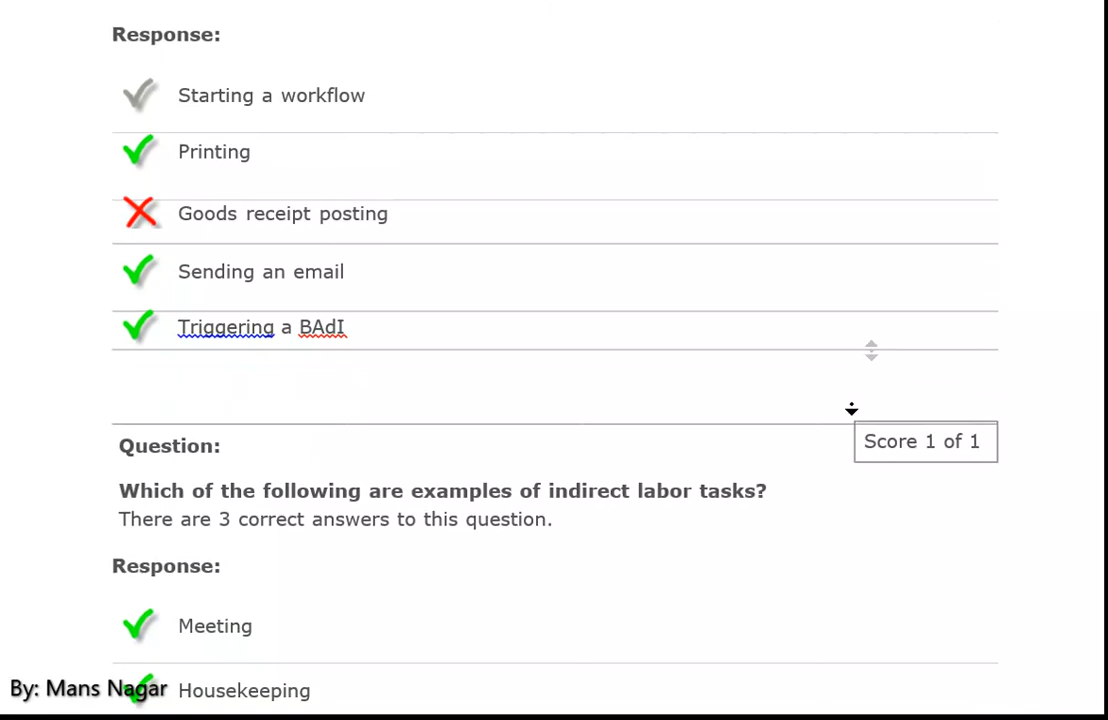 Response:
Starting a workflow
Printing
Goods receipt posting
Sending an email
Triggering a BAdI
Score 1 of 1
Question:
Which of the following are examples of indirect labor tasks?
There are 3 correct answers to this question.
Response:
Meeting
By: Mans Nagar
Housekeeping